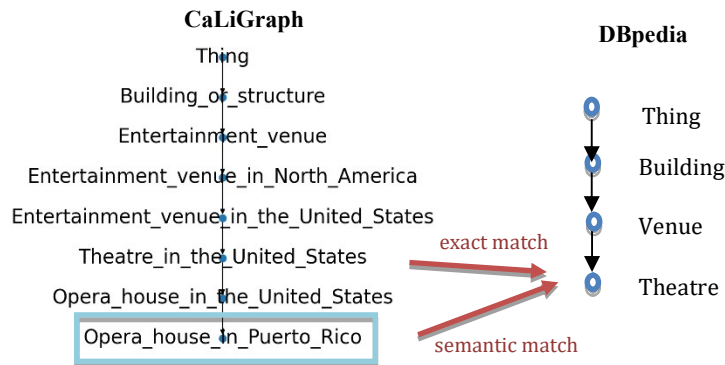 CaLiGraph
Thing
Building_or_structure
Entertainment_venue
Entertainment_venue_in_North_America
Entertainment_venue_in_the_United_States
Theatre_in_the_United_States
Opera_house_in_the_United_States
Opera_house_in_Puerto_Rico
exact match
semantic match
DBpedia
Thing
Building
Venue
Theatre